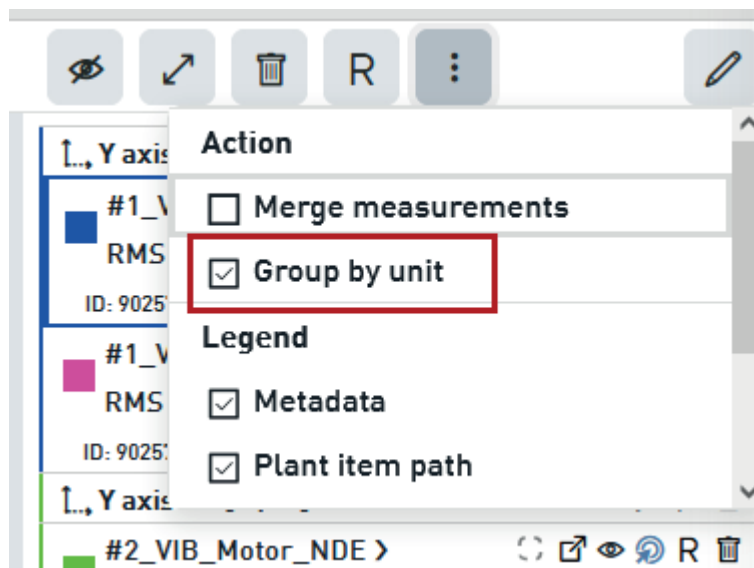 R
Action
Y axis
Merge measurements
#1_V
RMS
Group by unit
ID: 9025
Legend
#1_V
RMS
Metadata
ID: 9025
Plant item path
Y axis
#2_VIB_Motor_NDE >
R